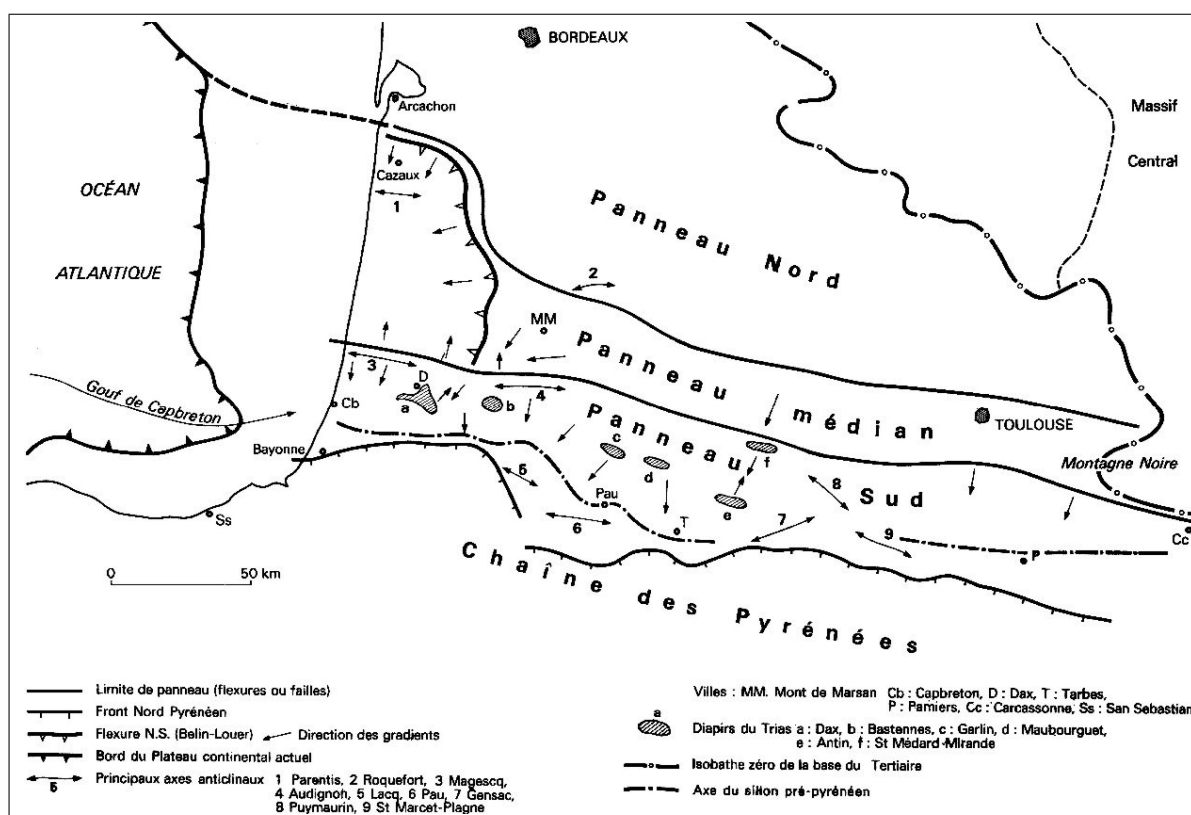 BORDEAUX
Arcachon
Massif
Central
Cazaux
1
OCÉAN
ATLANTIQUE
Panneau Nord
2
MM
Panneau médian
3
D
a
b
4
Gouf de Capbreton
Cb
Panneau Sud
c
d
f
e
TOULOUSE
Montagne Noire
Bayonne
5
Pau
8
Ss
6
T
7
9
P
Cc
0 50 km
Chaîne des Pyrénées
Limite de panneau (flexures ou failles)
Front Nord Pyrénéen
Flexure N.S. (Belin-Louer) Direction des gradients
Bord du Plateau continental actuel
5 Principaux axes anticlinaux 1 Parentis, 2 Roquefort, 3 Magescq,
4 Audignoh, 5 Lacq, 6 Pau, 7 Gensac,
8 Puymaurin, 9 St Marcet-Plagne
Villes : MM. Mont de Marsan Cb : Capbreton, D : Dax, T : Tarbes,
P : Pamiers, Cc : Carcassonne, Ss : San Sebastian
a
Diapirs du Trias a : Dax, b : Bastennes, c : Garlin, d : Maubourguet,
e : Antin, f : St Médard-Mirande
Isobathe zéro de la base du Tertiaire
Axe du sillon pré-pyrénéen